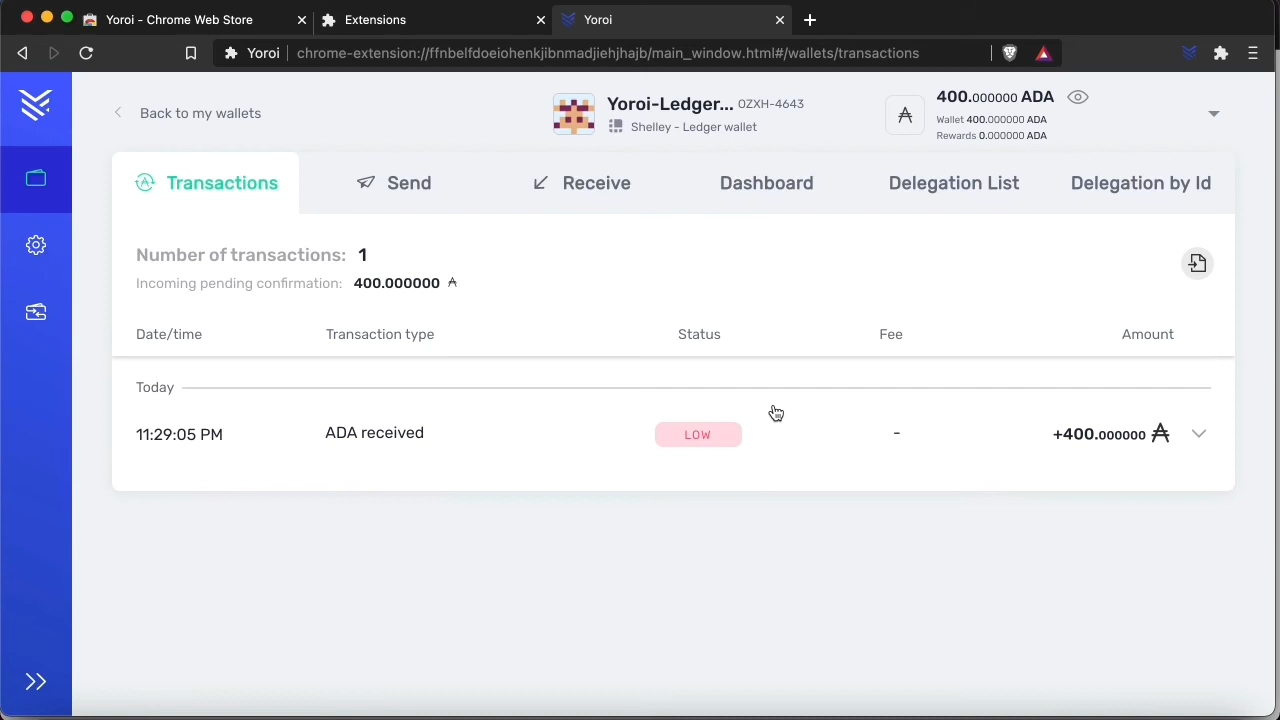 Yoroi - Chrome Web Store
Extensions
Yoroi
Yoroi
chrome-extension://ffnbelfdoeiohenkjibnmadjiehjhajb/main_window.html#/wallets/transactions
Back to my wallets
Yoroi-Ledger... OZXH-4643
Shelley - Ledger wallet
400.000000 ADA
Wallet 400.000000 ADA
Rewards 0.000000 ADA
Transactions
Send
Receive
Dashboard
Delegation List
Delegation by Id
Number of transactions: 1
Incoming pending confirmation: 400.000000 ₳
Date/time
Transaction type
Status
Fee
Amount
Today
11:29:05 PM
ADA received
LOW
-
+400.000000 ₳